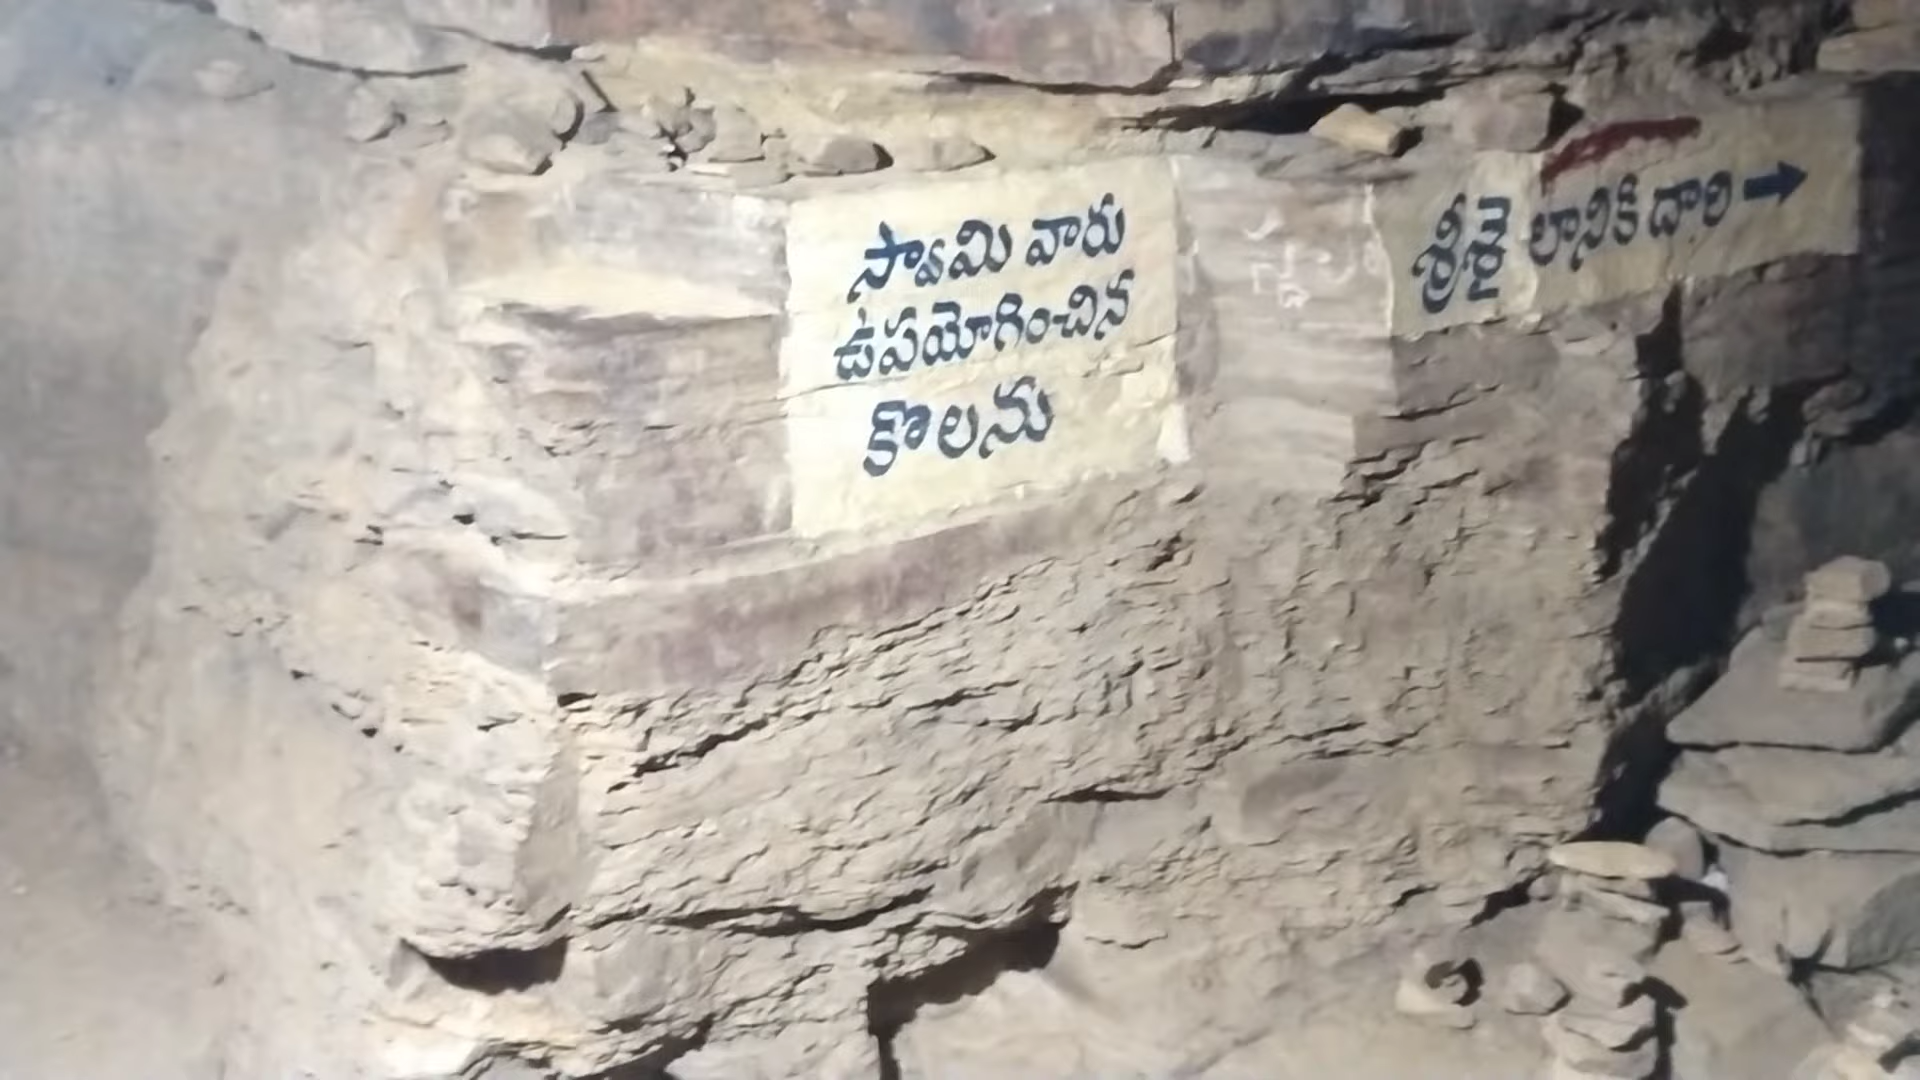 స్వామి వారు
ఉపయోగించిన
కొలను
శ్రీశైలానికి దారి